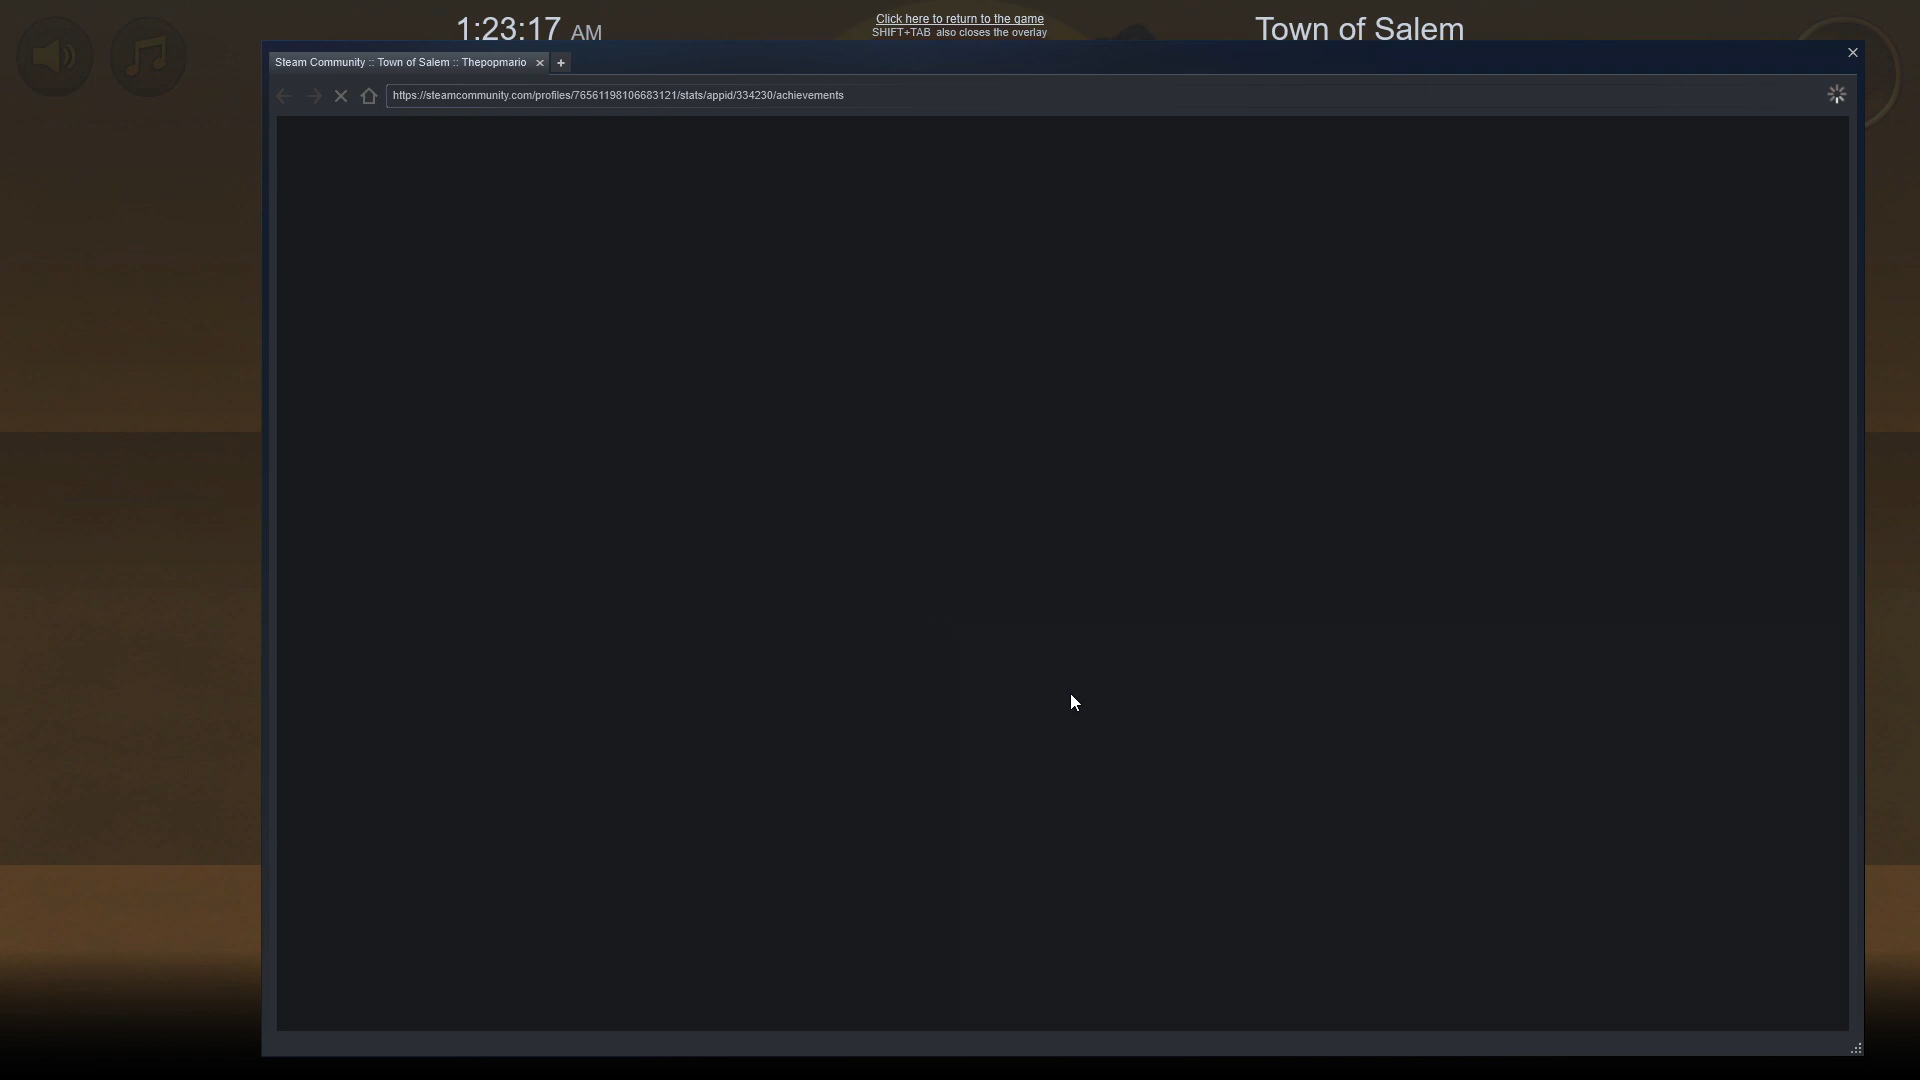 1:23:17 AM
Click here to return to the game
SHIFT+TAB also closes the overlay
Town of Salem
Steam Community :: Town of Salem :: Thepopmario
https://steamcommunity.com/profiles/76561198106683121/stats/appid/334230/achievements